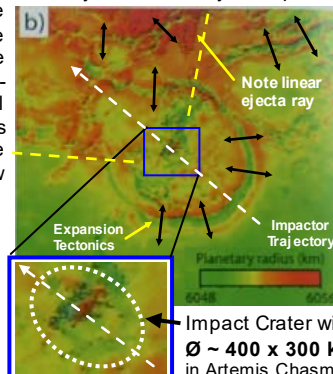 b)
Note linear
ejecta ray
Expansion
Tectonics
Impactor
Trajectory
Planetary radius (km)
6048
6056
Impact Crater wi
Ø ~ 400 x 300 k
in Artemis Chasm